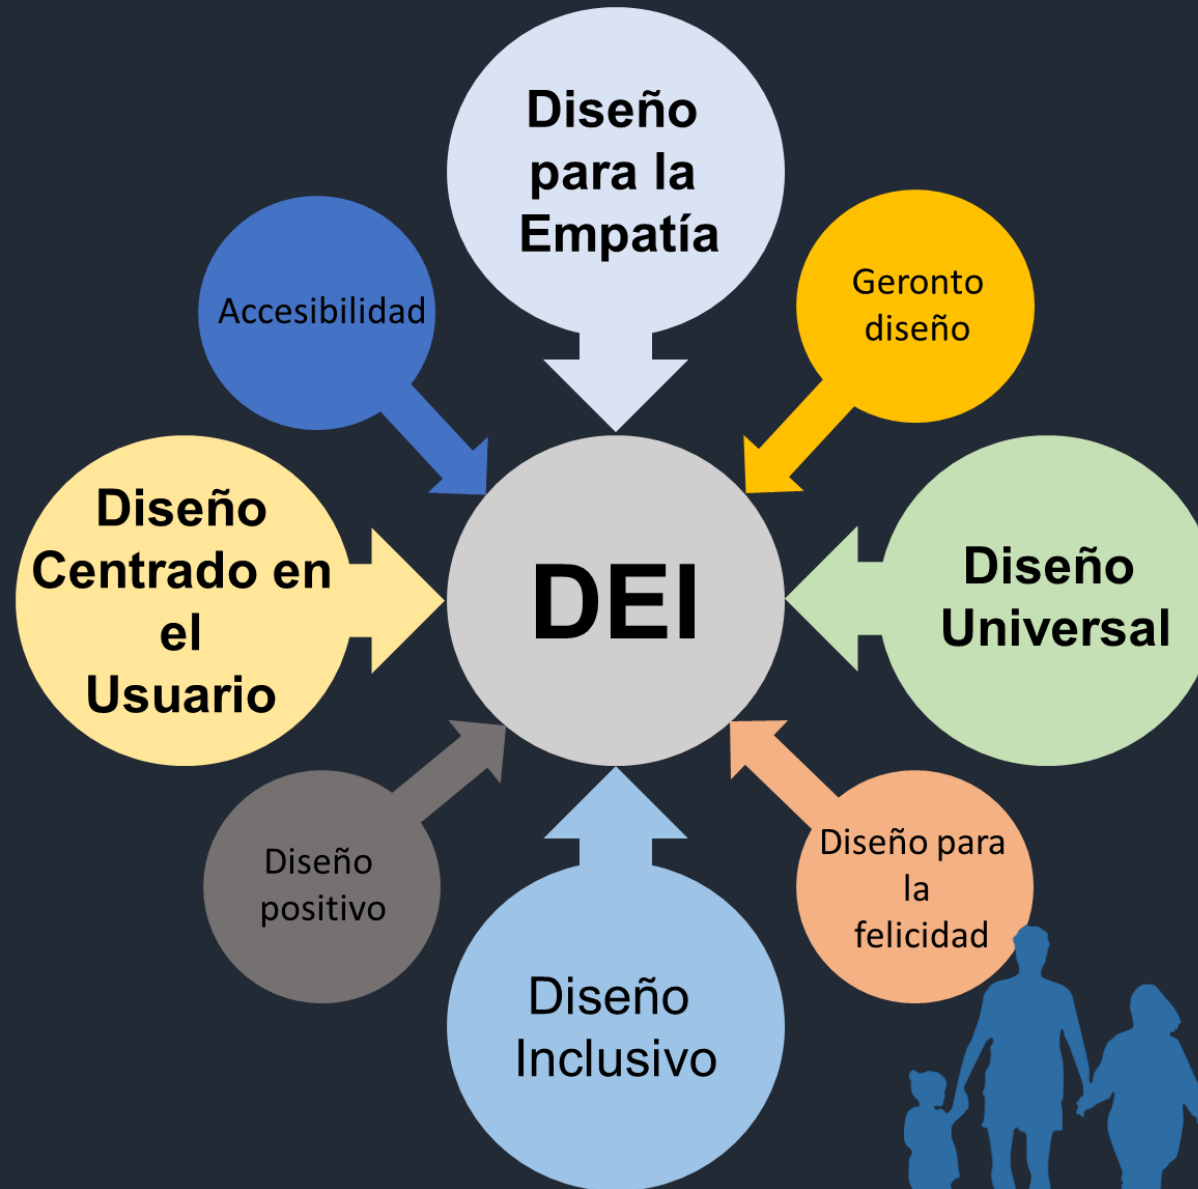 Diseño
para la
Empatía
Accesibilidad
Geronto
diseño
Diseño
Centrado en
el
Usuario
DEI
Diseño
Universal
Diseño
positivo
Diseño para
la
felicidad
Diseño
Inclusivo